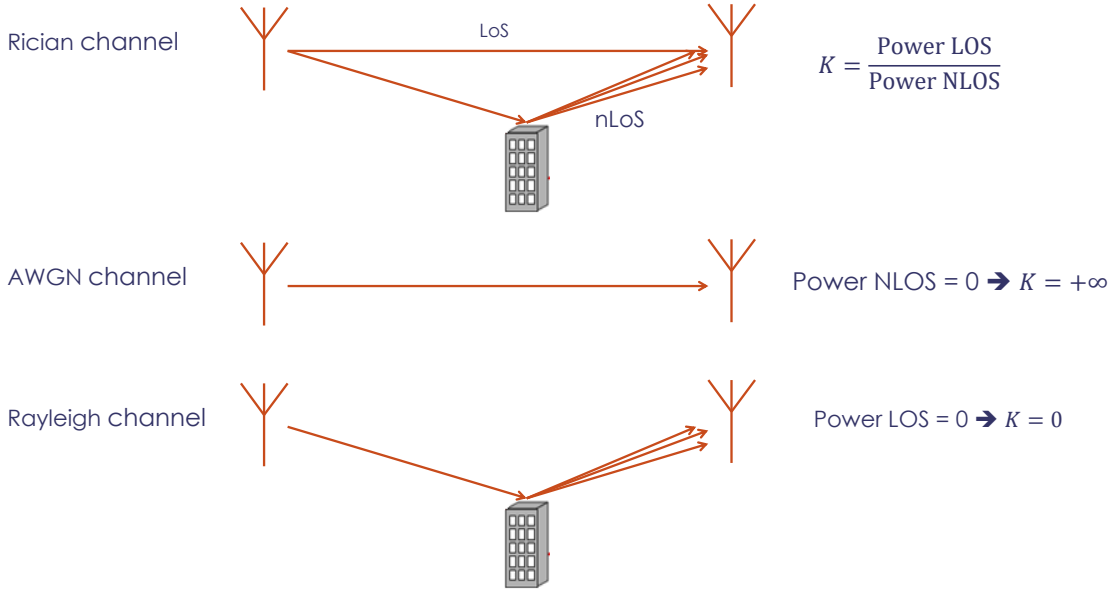 Rician channel
LoS
nLoS
K = Power LOS / Power NLOS
AWGN channel
Power NLOS = 0 ➔ K = +∞
Rayleigh channel
Power LOS = 0 ➔ K = 0